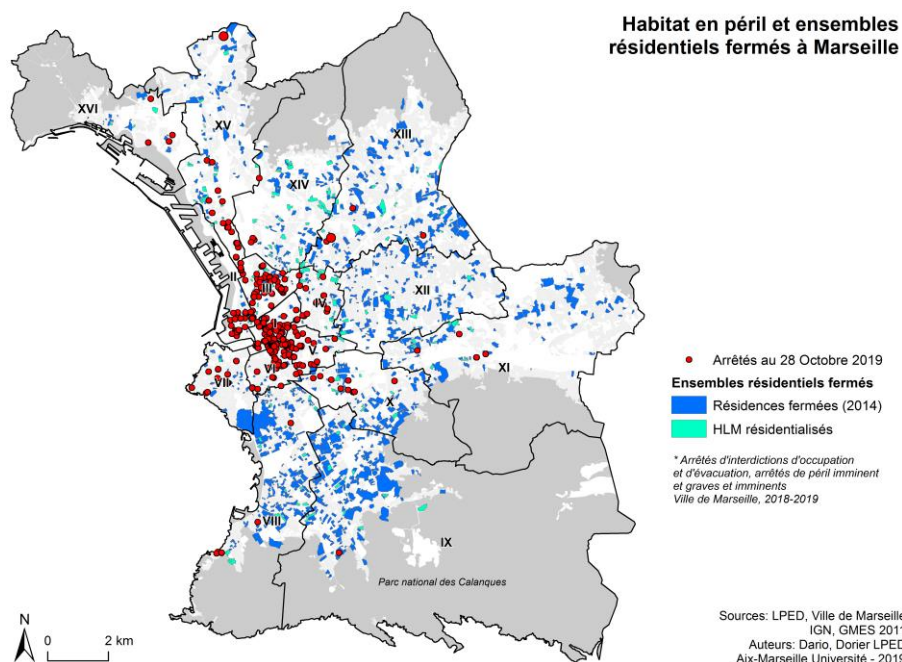 Habitat en péril et ensembles
résidentiels fermés à Marseille
XVI
XV
XIII
XIV
II
III
XII
IV
I
V
XI
VI
VII
X
VIII
IX
Parc national des Calanques
Arrêtés au 28 Octobre 2019
Ensembles résidentiels fermés
Résidences fermées (2014)
HLM résidentialisés
* Arrêtés d'interdictions d'occupation
et d'évacuation, arrêtés de péril imminent
et graves et imminents
Ville de Marseille, 2018-2019
N
0 2 km
Sources: LPED, Ville de Marseille
IGN, GMES 2011
Auteurs: Dario, Dorier LPED
Aix-Marseille Université - 2019